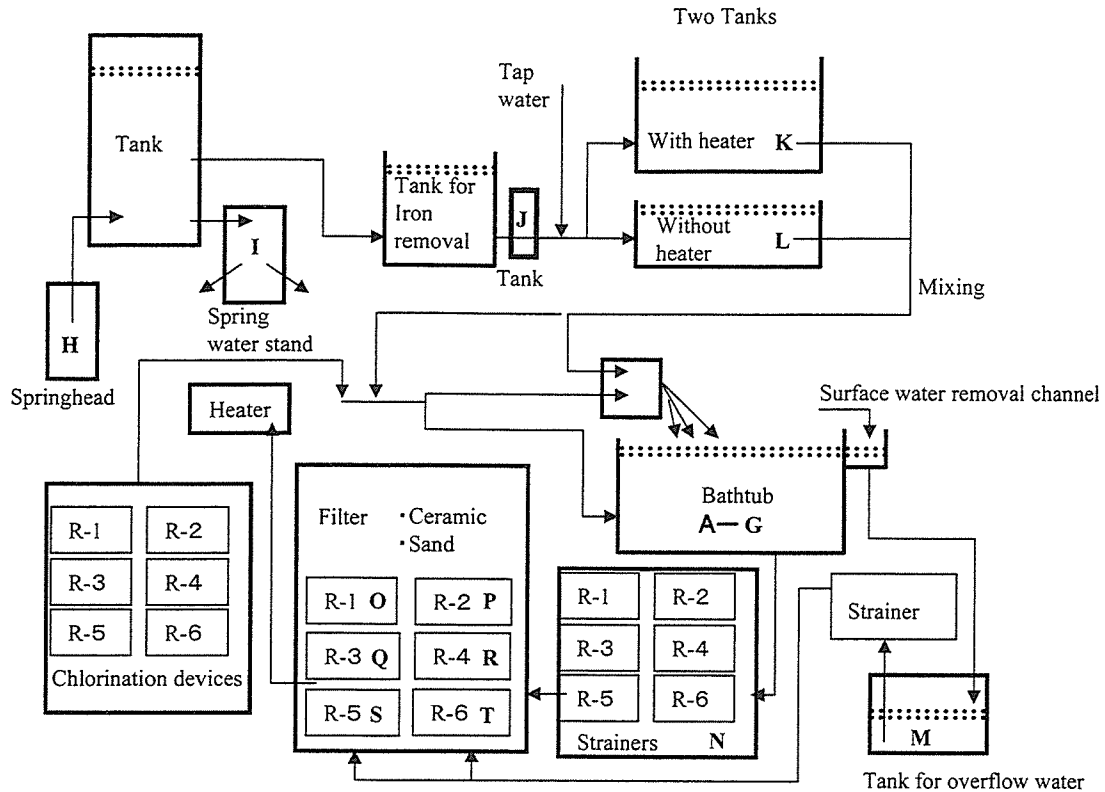 Two Tanks
Tap
water
Tank
With heater K
Tank for
Iron
removal
J
Without
heater
L
I
Tank
Mixing
Spring
water stand
H
Springhead
Heater
Surface water removal channel
Bathtub
A— G
Filter ・Ceramic
・Sand
R-1 R-2
R-3 R-4
R-5 R-6
Chlorination devices
R-1 O R-2 P
R-3 Q R-4 R
R-5 S R-6 T
R-1 R-2
R-3 R-4
R-5 R-6
Strainers N
Strainer
M
Tank for overflow water